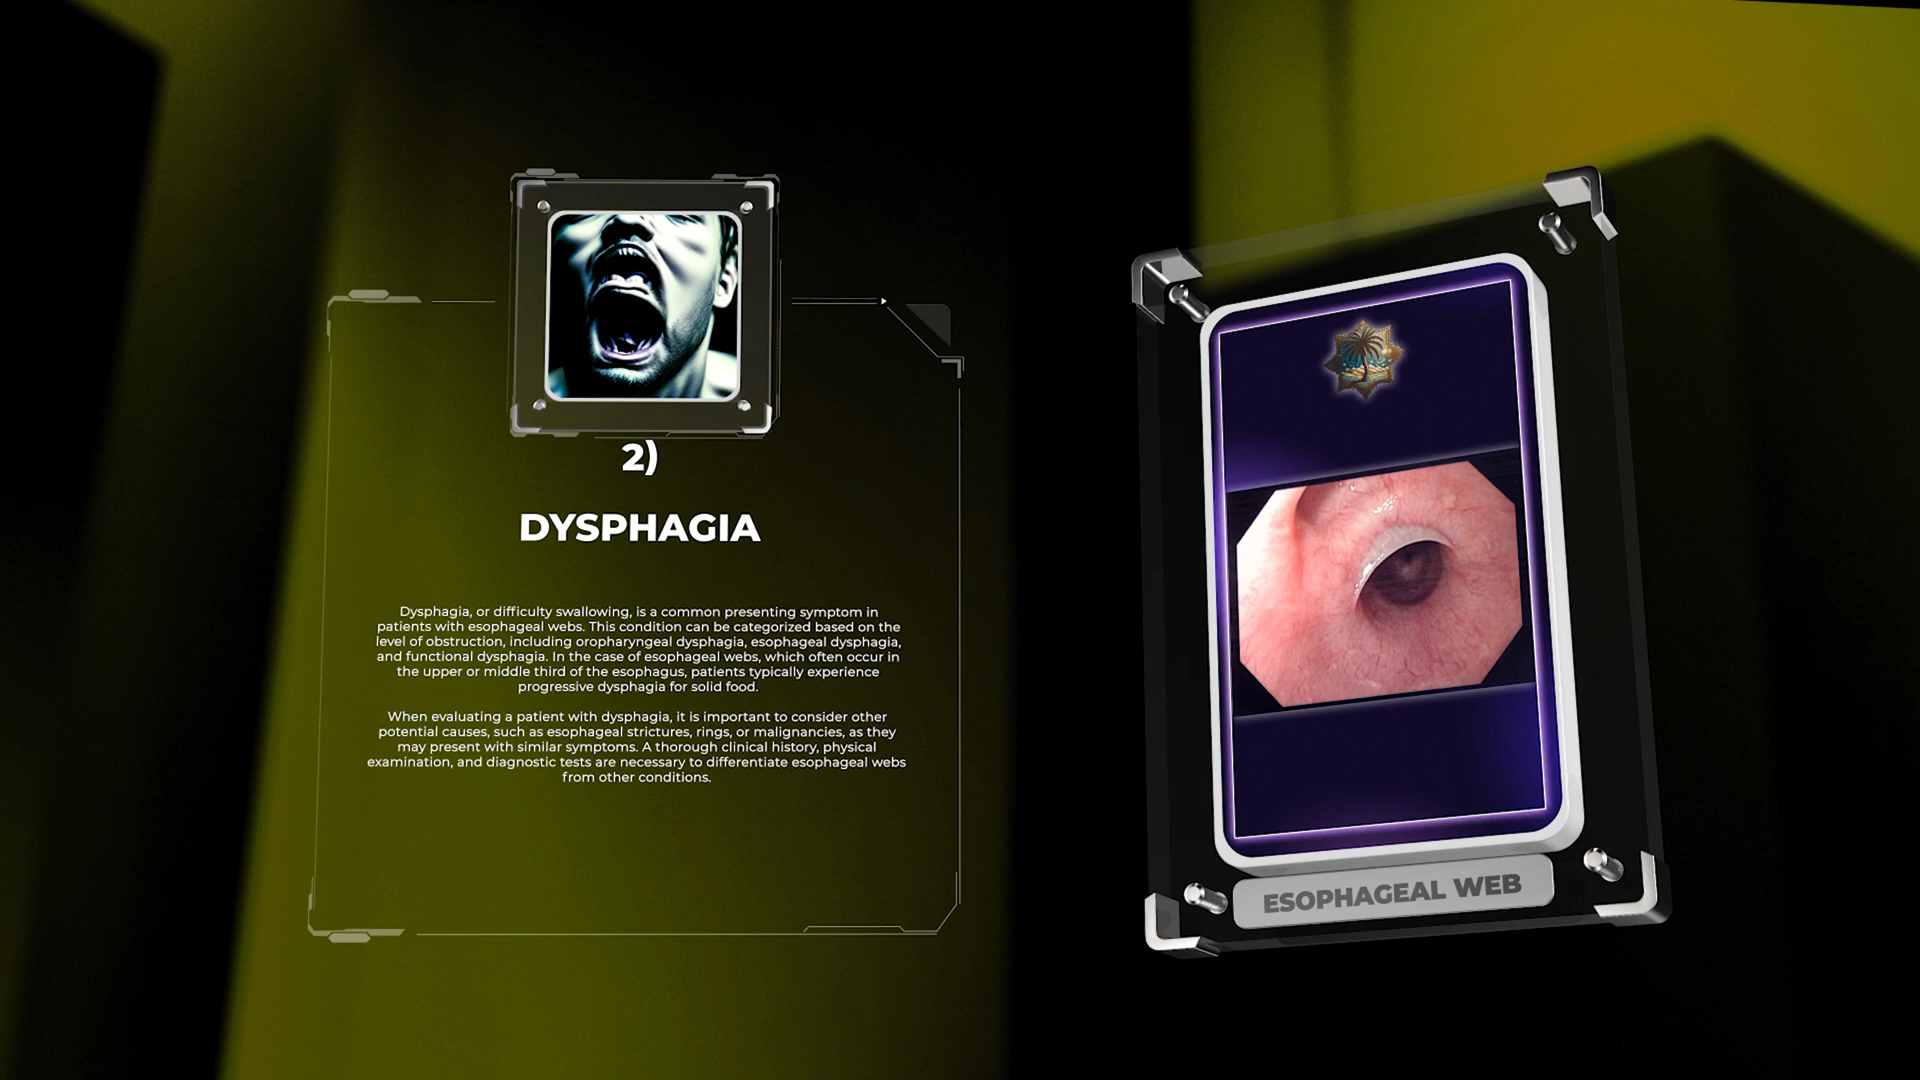 2)
DYSPHAGIA
Dysphagia, or difficulty swallowing, is a common presenting symptom in
patients with esophageal webs. This condition can be categorized based on the
level of obstruction, including oropharyngeal dysphagia, esophageal dysphagia,
and functional dysphagia. In the case of esophageal webs, which often occur in
the upper or middle third of the esophagus, patients typically experience
progressive dysphagia for solid food.
When evaluating a patient with dysphagia, it is important to consider other
potential causes, such as esophageal strictures, rings, or malignancies, as they
may present with similar symptoms. A thorough clinical history, physical
examination, and diagnostic tests are necessary to differentiate esophageal webs
from other conditions.
ESOPHAGEAL WEB